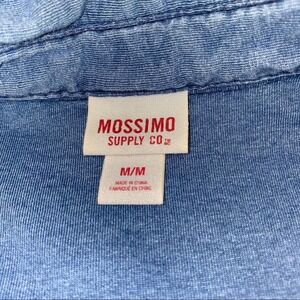 MOSSIMO
SUPPLY CO
M/M
MADE IN CHINA
FABRIQUÉ EN CHINE